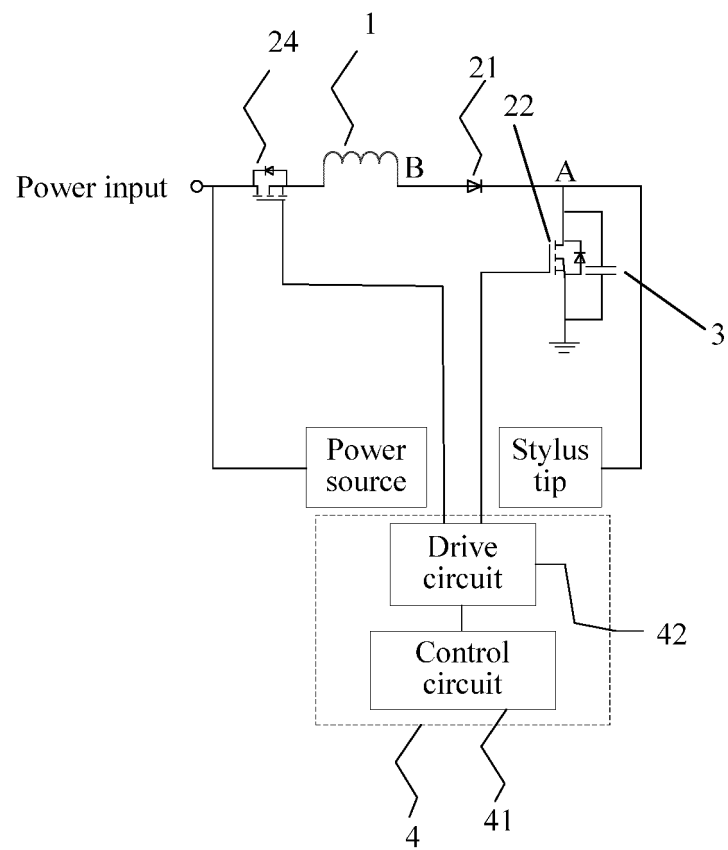 1
24
21
22
B
A
Power input
3
Power
source
Stylus
tip
Drive
circuit
42
Control
circuit
41
4